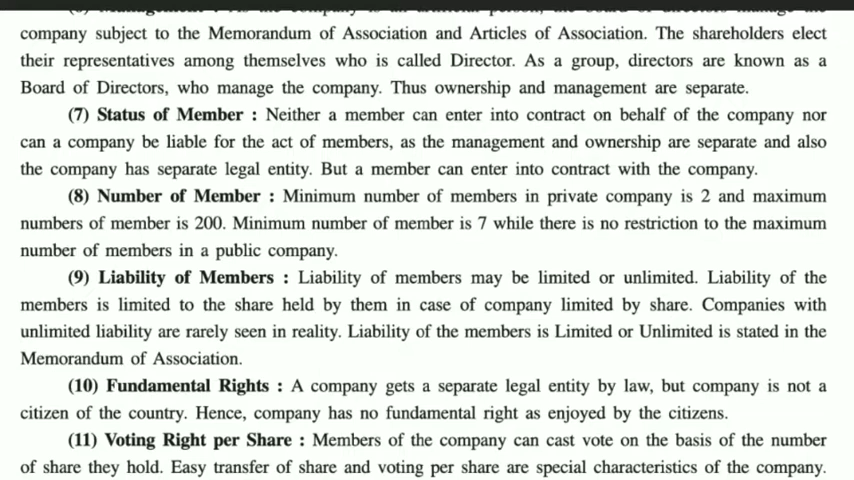 company subject to the Memorandum of Association and Articles of Association. The shareholders elect
their representatives among themselves who is called Director. As a group, directors are known as a
Board of Directors, who manage the company. Thus ownership and management are separate.
(7) Status of Member : Neither a member can enter into contract on behalf of the company nor
can a company be liable for the act of members, as the management and ownership are separate and also
the company has separate legal entity. But a member can enter into contract with the company.
(8) Number of Member : Minimum number of members in private company is 2 and maximum
numbers of member is 200. Minimum number of member is 7 while there is no restriction to the maximum
number of members in a public company.
(9) Liability of Members : Liability of members may be limited or unlimited. Liability of the
members is limited to the share held by them in case of company limited by share. Companies with
unlimited liability are rarely seen in reality. Liability of the members is Limited or Unlimited is stated in the
Memorandum of Association.
(10) Fundamental Rights : A company gets a separate legal entity by law, but company is not a
citizen of the country. Hence, company has no fundamental right as enjoyed by the citizens.
(11) Voting Right per Share : Members of the company can cast vote on the basis of the number
of share they hold. Easy transfer of share and voting per share are special characteristics of the company.